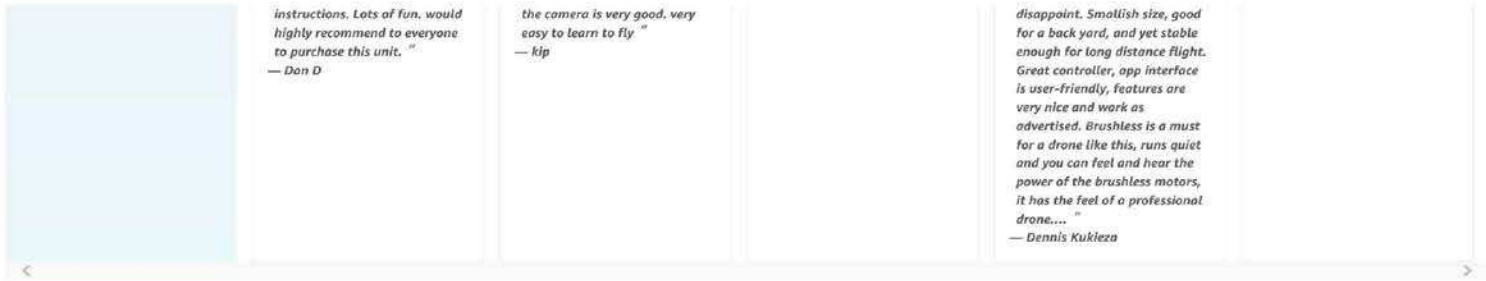 instructions. Lots of fun. would
highly recommend to everyone
to purchase this unit. ”
— Don D
the camera is very good. very
easy to learn to fly ”
— kip
disappoint. Smallish size, good
for a back yard, and yet stable
enough for long distance flight.
Great controller, app interface
is user-friendly, features are
very nice and work as
advertised. Brushless is a must
for a drone like this, runs quiet
and you can feel and hear the
power of the brushless motors,
it has the feel of a professional
drone.... ”
— Dennis Kukleza